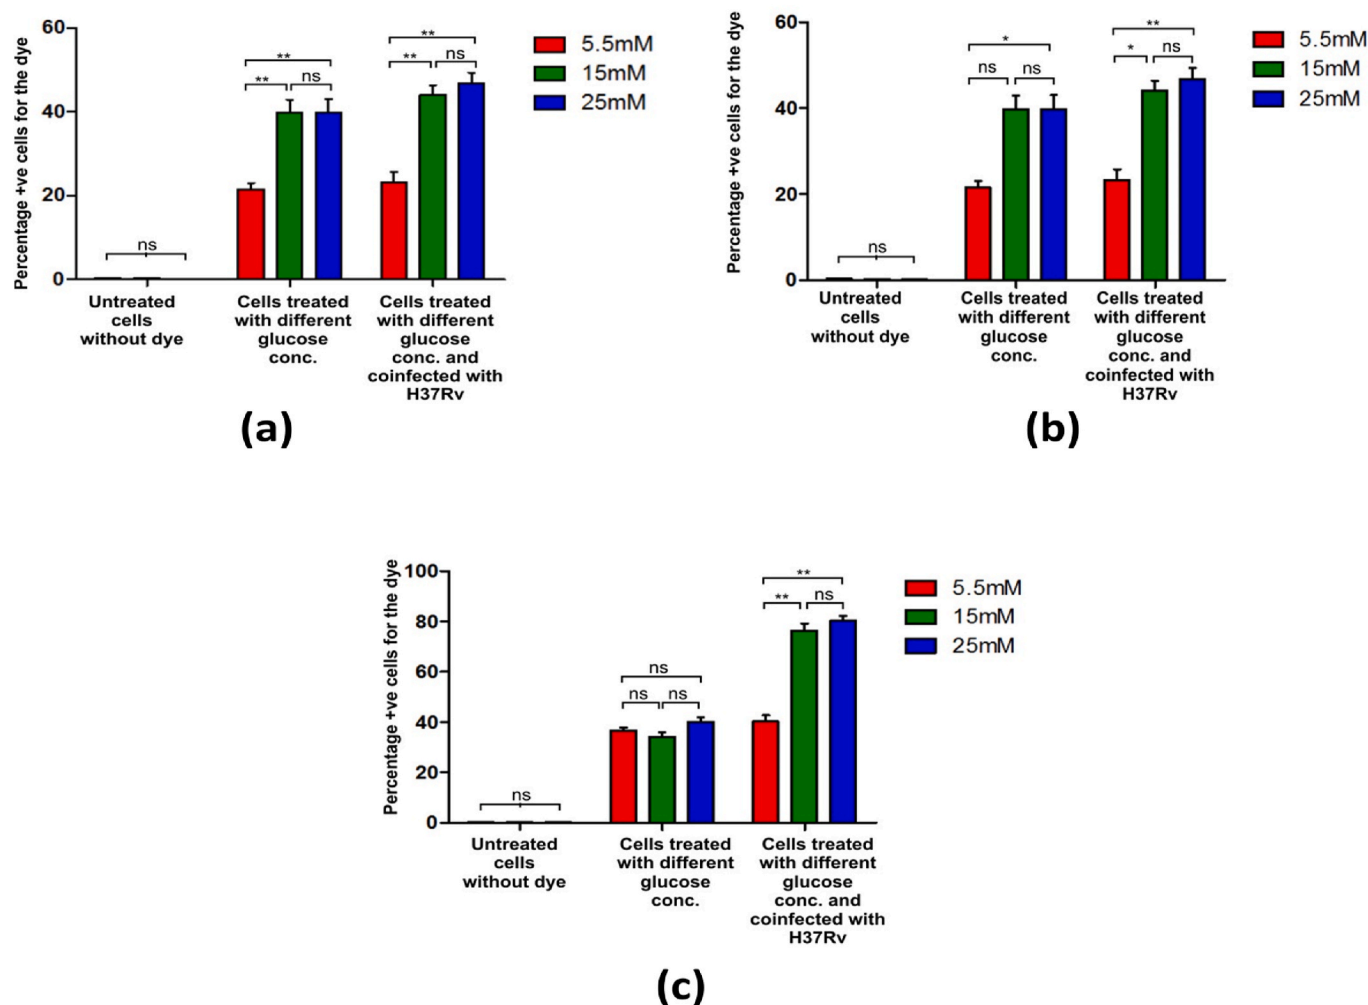 Percentage +ve cells for the dye
60
40
20
0
ns
**
**
ns
**
**
ns
5.5mM
15mM
25mM
Untreated
cells
without dye
Cells treated
with different
glucose
conc.
Cells treated
with different
glucose
conc. and
coinfected with
H37Rv
(a)
Percentage +ve cells for the dye
60
40
20
0
ns
*
ns
ns
**
*
ns
5.5mM
15mM
25mM
Untreated
cells
without dye
Cells treated
with different
glucose
conc.
Cells treated
with different
glucose
conc. and
coinfected with
H37Rv
(b)
Percentage +ve cells for the dye
100
80
60
40
20
0
ns
ns
ns
ns
**
**
ns
5.5mM
15mM
25mM
Untreated
cells
without dye
Cells treated
with different
glucose
conc.
Cells treated
with different
glucose
conc. and
coinfected with
H37Rv
(c)